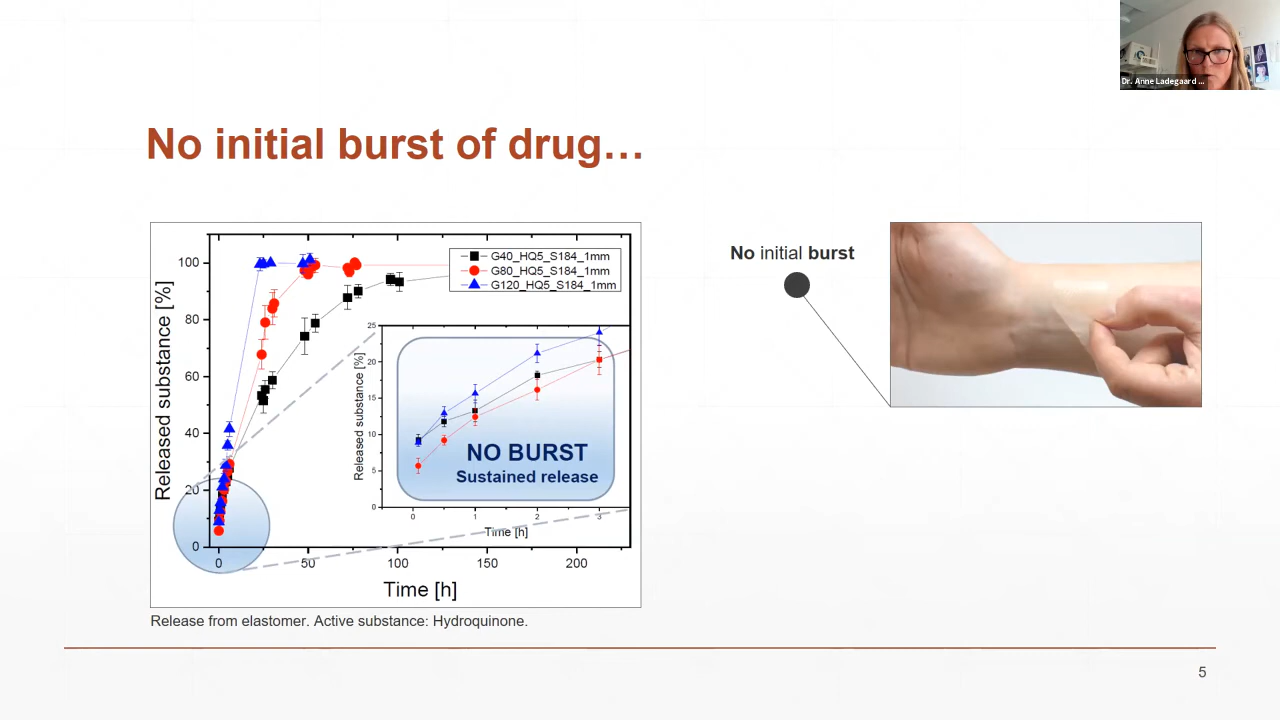 Dr. Anne Ladegaard ...
No initial burst of drug…
Released substance [%]
100
80
60
40
20
0
0
50
100
150
200
Time [h]
G40_HQ5_S184_1mm
G80_HQ5_S184_1mm
G120_HQ5_S184_1mm
Released substance [%]
25
20
15
10
5
0
0
1
2
3
Time [h]
NO BURST
Sustained release
No initial burst
Release from elastomer. Active substance: Hydroquinone.
5